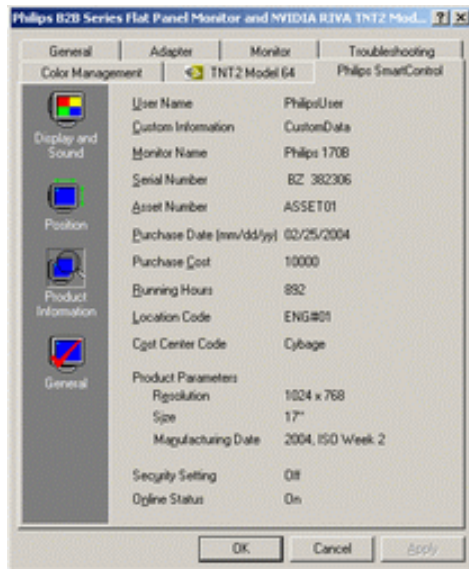 Philips B2B Series Flat Panel Monitor and NVIDIA RIVA TNT2 Mod...
General Adapter Monitor Troubleshooting
Color Management TNT2 Model 64 Philips SmartControl
Display and Sound
Position
Product Information
General
User Name PhilipsUser
Custom Information CustomData
Monitor Name Philips 170B
Serial Number BZ 382306
Asset Number ASSET01
Purchase Date (mm/dd/yy) 02/25/2004
Purchase Cost 10000
Running Hours 892
Location Code ENG#01
Cost Center Code Cybage
Product Parameters
Resolution 1024 x 768
Size 17"
Manufacturing Date 2004, ISO Week 2
Security Setting Off
Online Status On
OK Cancel Apply